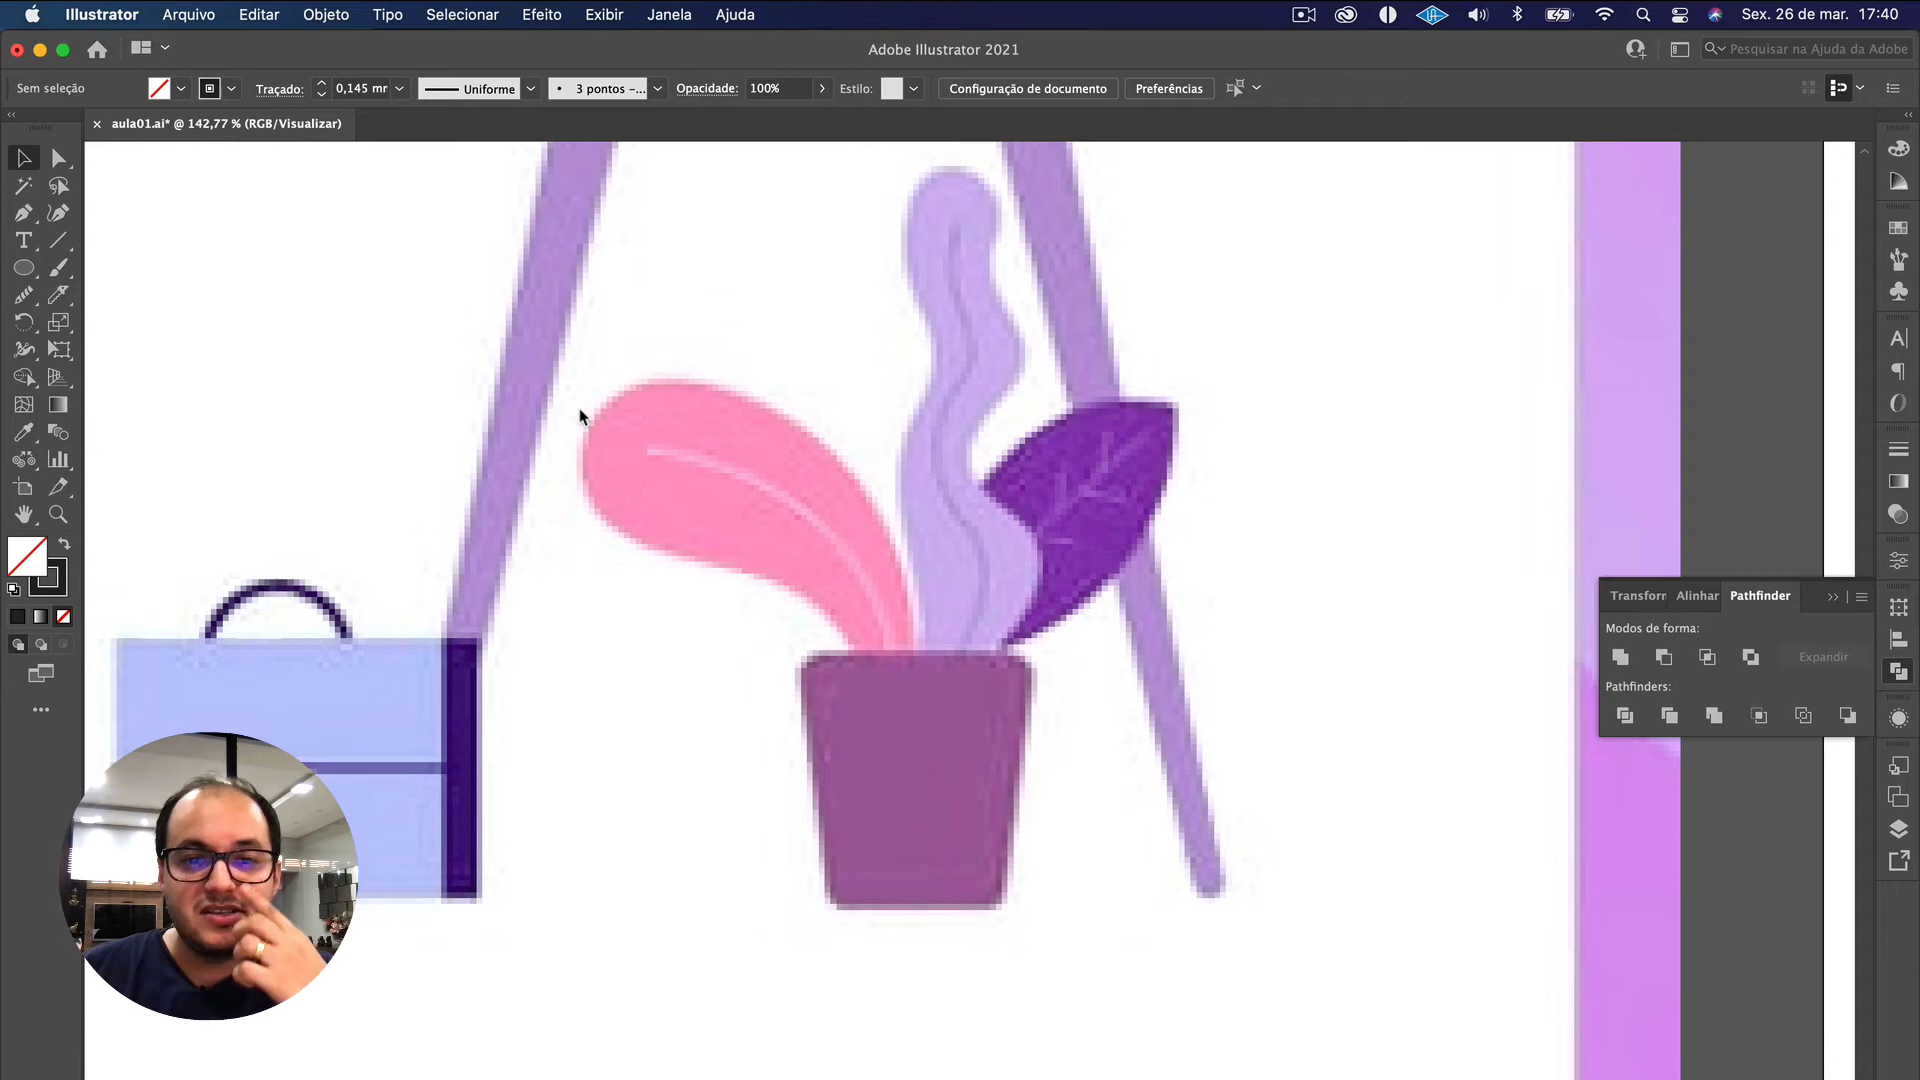 Illustrator Arquivo Editar Objeto Tipo Selecionar Efeito Exibir Janela Ajuda Sex. 26 de mar. 17:40
Adobe Illustrator 2021 Pesquisar na Ajuda da Adobe
Sem seleção Traçado: 0,145 mr Uniforme 3 pontos -... Opacidade: 100% Estilo: Configuração de documento Preferências
aula01.ai* @ 142,77 % (RGB/Visualizar)
Transforn Alinhar Pathfinder
Modos de forma:
Expandir
Pathfinders: